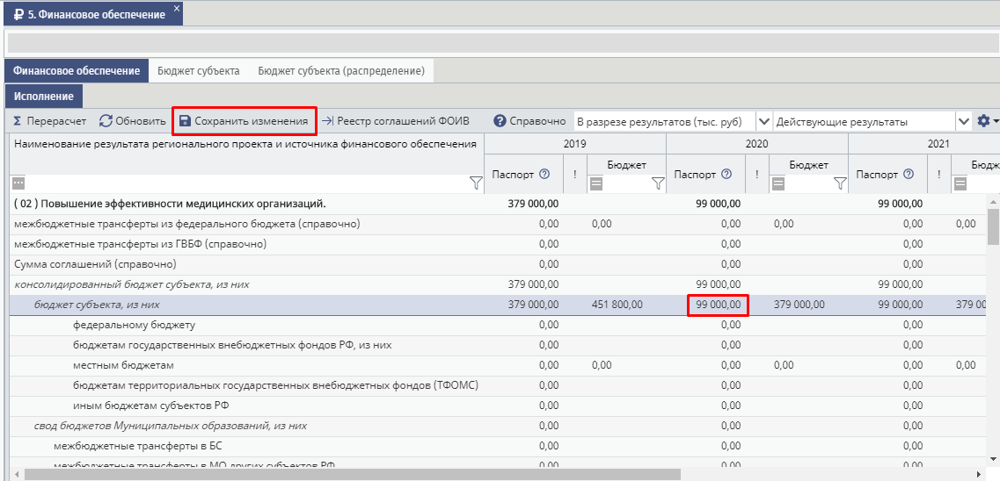 5. Финансовое обеспечение x
Финансовое обеспечение Бюджет субъекта Бюджет субъекта (распределение)
Исполнение
Σ Перерасчет Обновить Сохранить изменения Реестр соглашений ФОИВ ? Справочно В разрезе результатов (тыс. руб) Действующие результаты
Наименование результата регионального проекта и источника финансового обеспечения 2019 2020 2021
Паспорт ? ! Бюджет Паспорт ? ! Бюджет Паспорт ? ! Бюдж
( 02 ) Повышение эффективности медицинских организаций. 379 000,00 99 000,00 99 000,00
межбюджетные трансферты из федерального бюджета (справочно) 0,00 0,00 0,00 0,00 0,00 0,00
межбюджетные трансферты из ГВБФ (справочно) 0,00 0,00 0,00
Сумма соглашений (справочно) 0,00 0,00 0,00
консолидированный бюджет субъекта, из них 379 000,00 99 000,00 99 000,00
бюджет субъекта, из них 379 000,00 451 800,00 99 000,00 379 000,00 99 000,00 379 00
федеральному бюджету 0,00 0,00 0,00
бюджетам государственных внебюджетных фондов РФ, из них 0,00 0,00 0,00
местным бюджетам 0,00 0,00 0,00 0,00 0,00 0,00
бюджетам территориальных государственных внебюджетных фондов (ТФОМС) 0,00 0,00 0,00
иным бюджетам субъектов РФ 0,00 0,00 0,00
свод бюджетов Муниципальных образований, из них 0,00 0,00 0,00
межбюджетные трансферты в БС 0,00 0,00 0,00
межбюджетные трансферты в МО других субъектов РФ 0,00 0,00 0,00